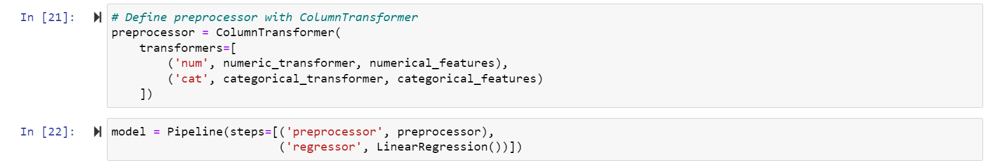 In [21]:
# Define preprocessor with ColumnTransformer
preprocessor = ColumnTransformer(
    transformers=[
        ('num', numeric_transformer, numerical_features),
        ('cat', categorical_transformer, categorical_features)
    ])
In [22]:
model = Pipeline(steps=[('preprocessor', preprocessor),
                        ('regressor', LinearRegression())])